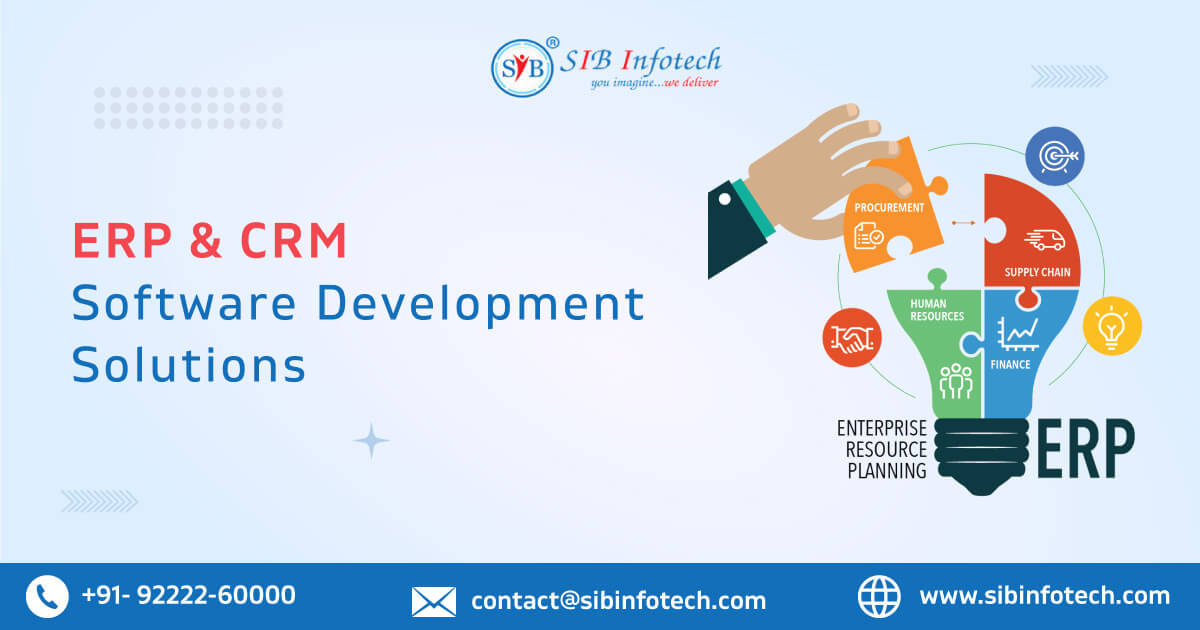 SIB
®
SIB Infotech
you imagine...we deliver
ERP & CRM
Software Development
Solutions
PROCUREMENT
SUPPLY CHAIN
HUMAN
RESOURCES
FINANCE
ENTERPRISE
RESOURCE
PLANNING
ERP
+91- 92222-60000
contact@sibinfotech.com
www.sibinfotech.com